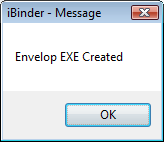 iBinder - Message
Envelop EXE Created
OK